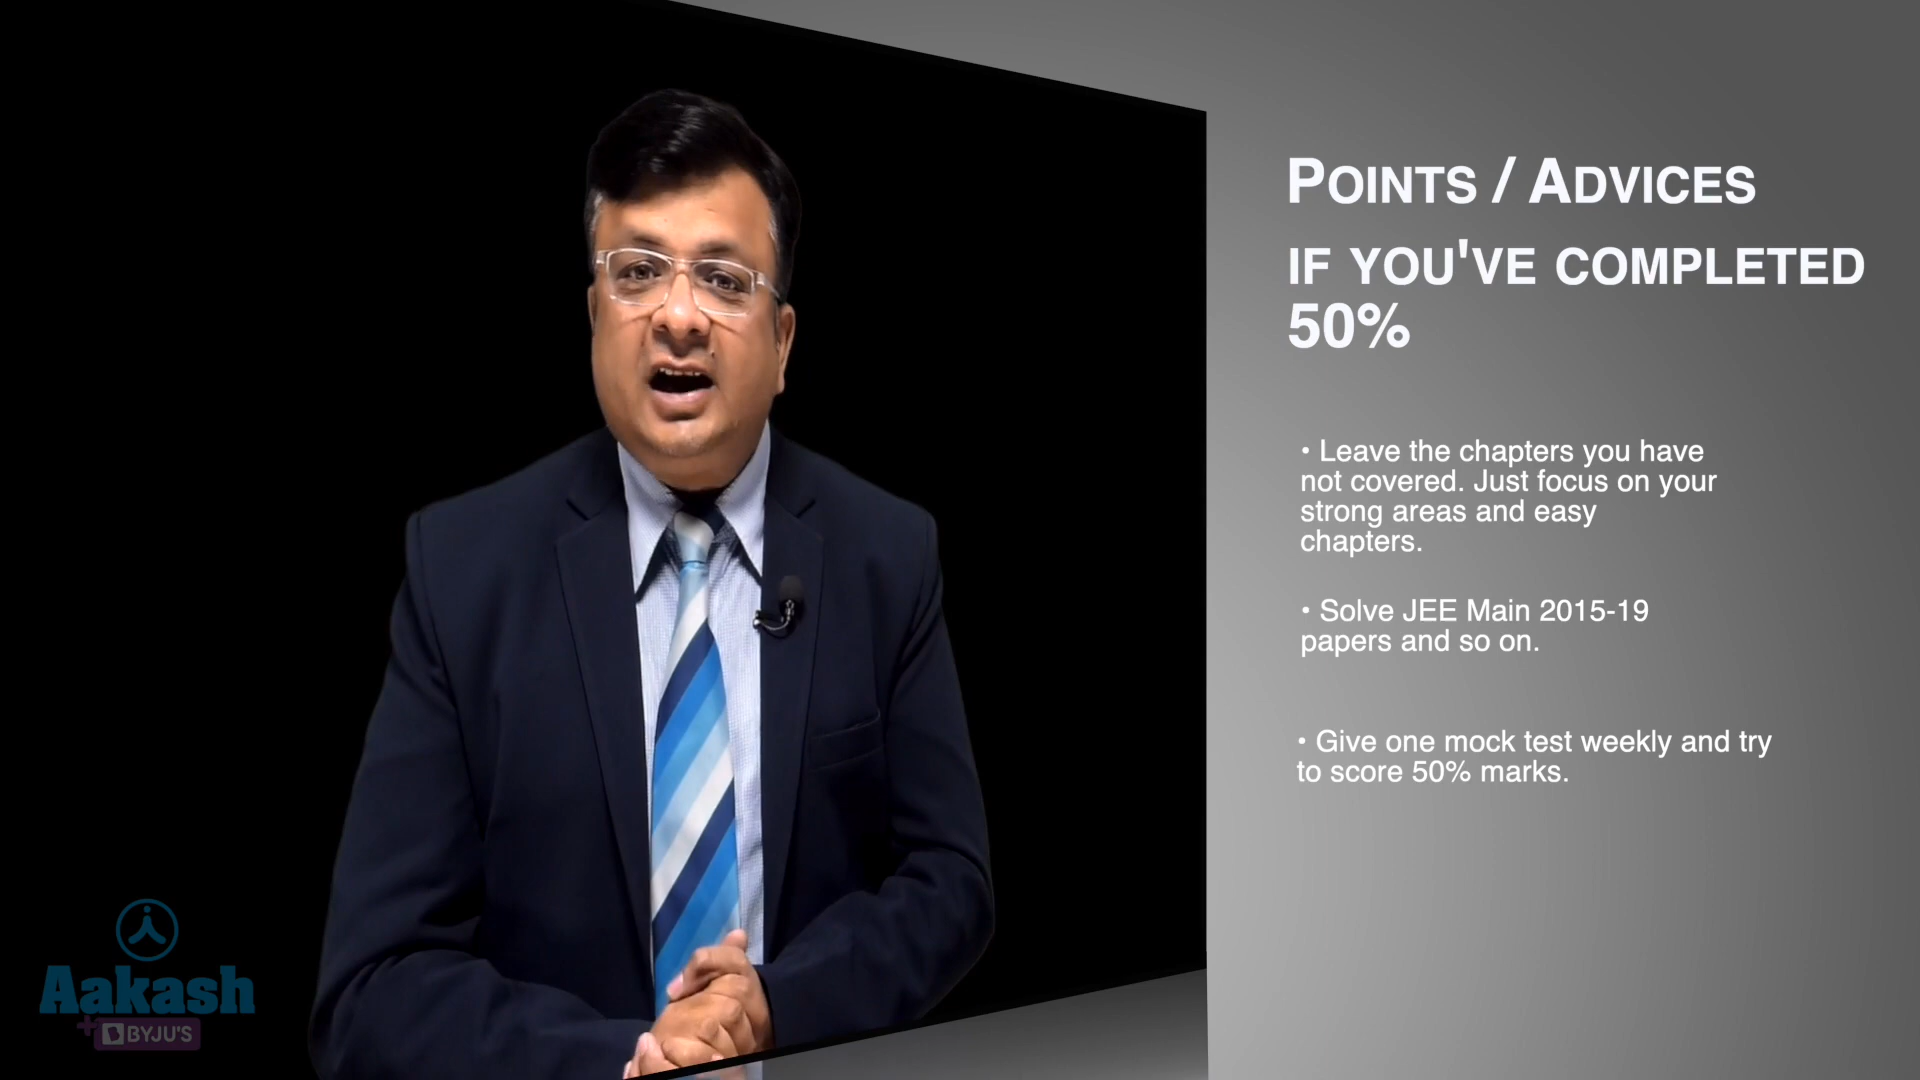 POINTS / ADVICES
IF YOU'VE COMPLETED
50%
• Leave the chapters you have
not covered. Just focus on your
strong areas and easy
chapters.
• Solve JEE Main 2015-19
papers and so on.
• Give one mock test weekly and try
to score 50% marks.
Aakash
+ BYJU'S